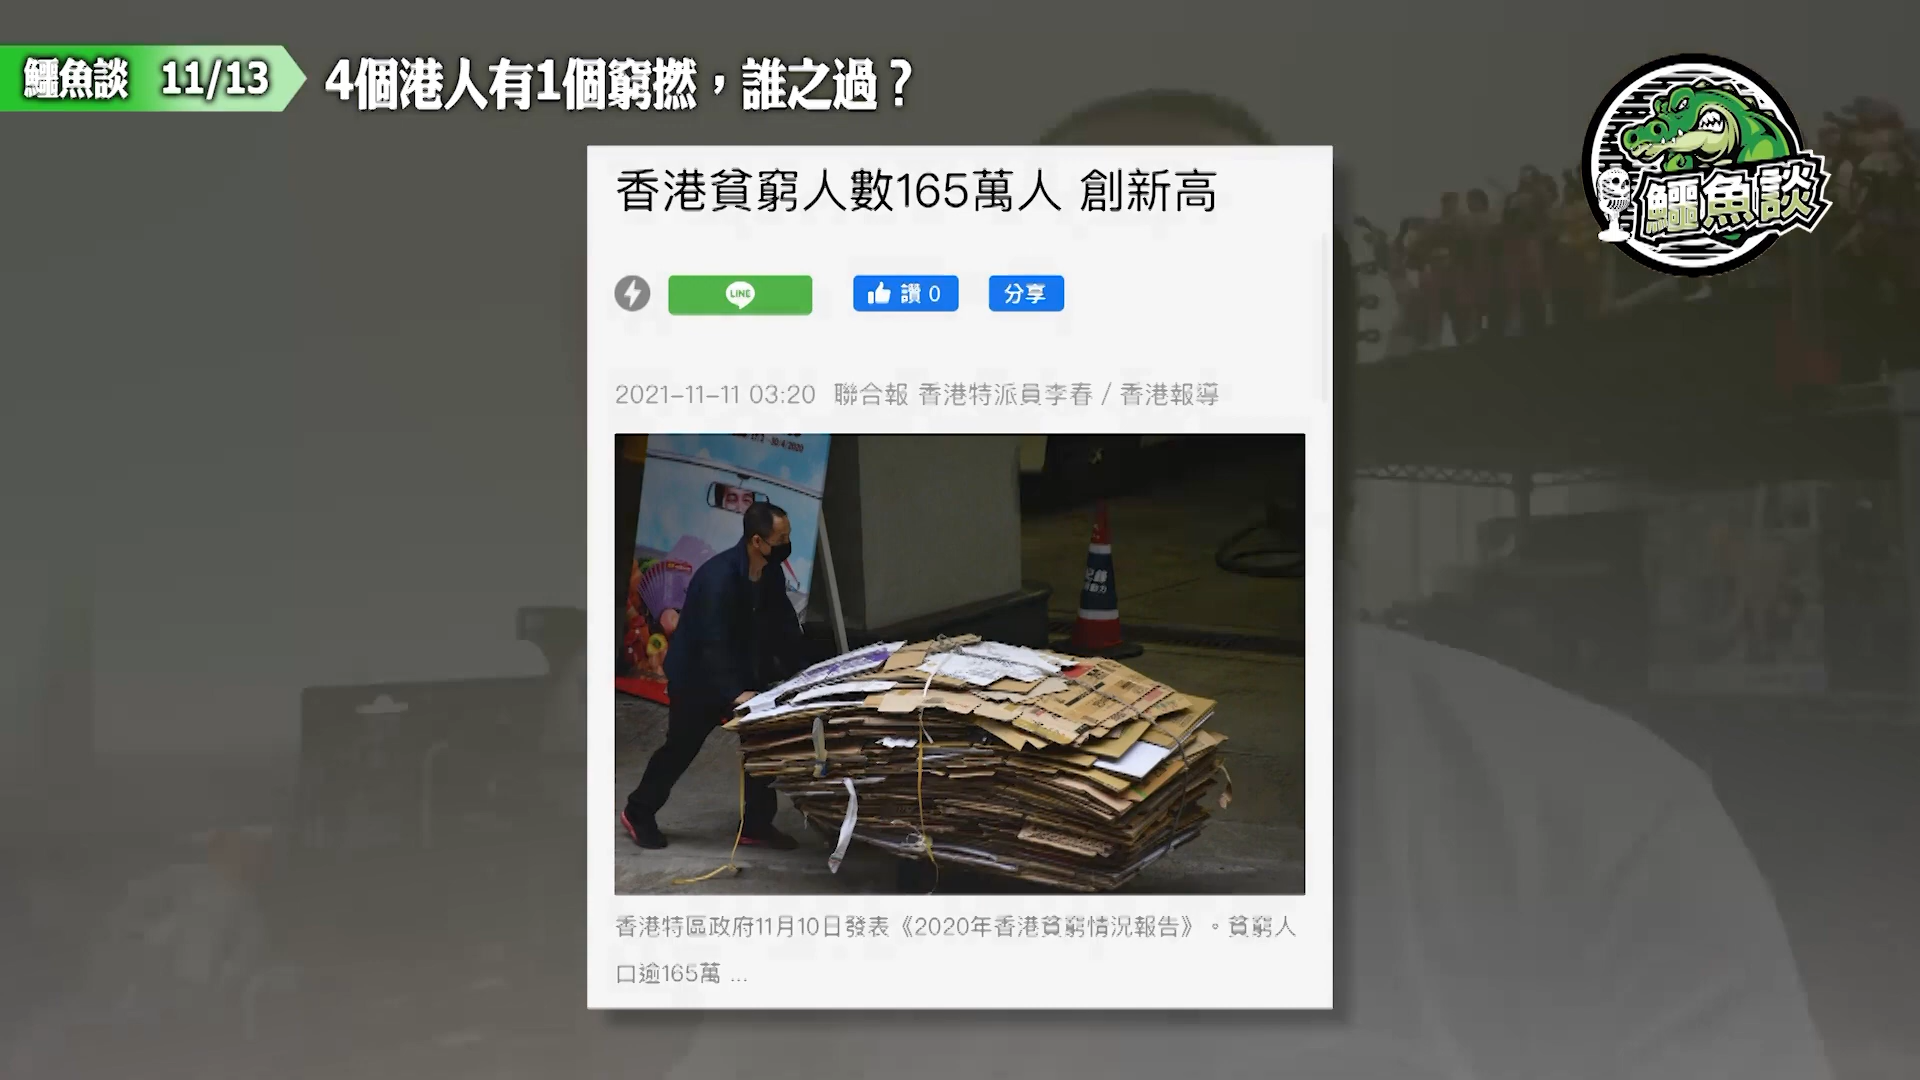 鱷魚談 11/13 4個港人有1個窮撚，誰之過？
鱷魚談
香港貧窮人數165萬人 創新高
LINE
讚 0
分享
2021-11-11 03:20 聯合報 香港特派員李春 / 香港報導
香港特區政府11月10日發表《2020年香港貧窮情況報告》。貧窮人
口逾165萬 ...